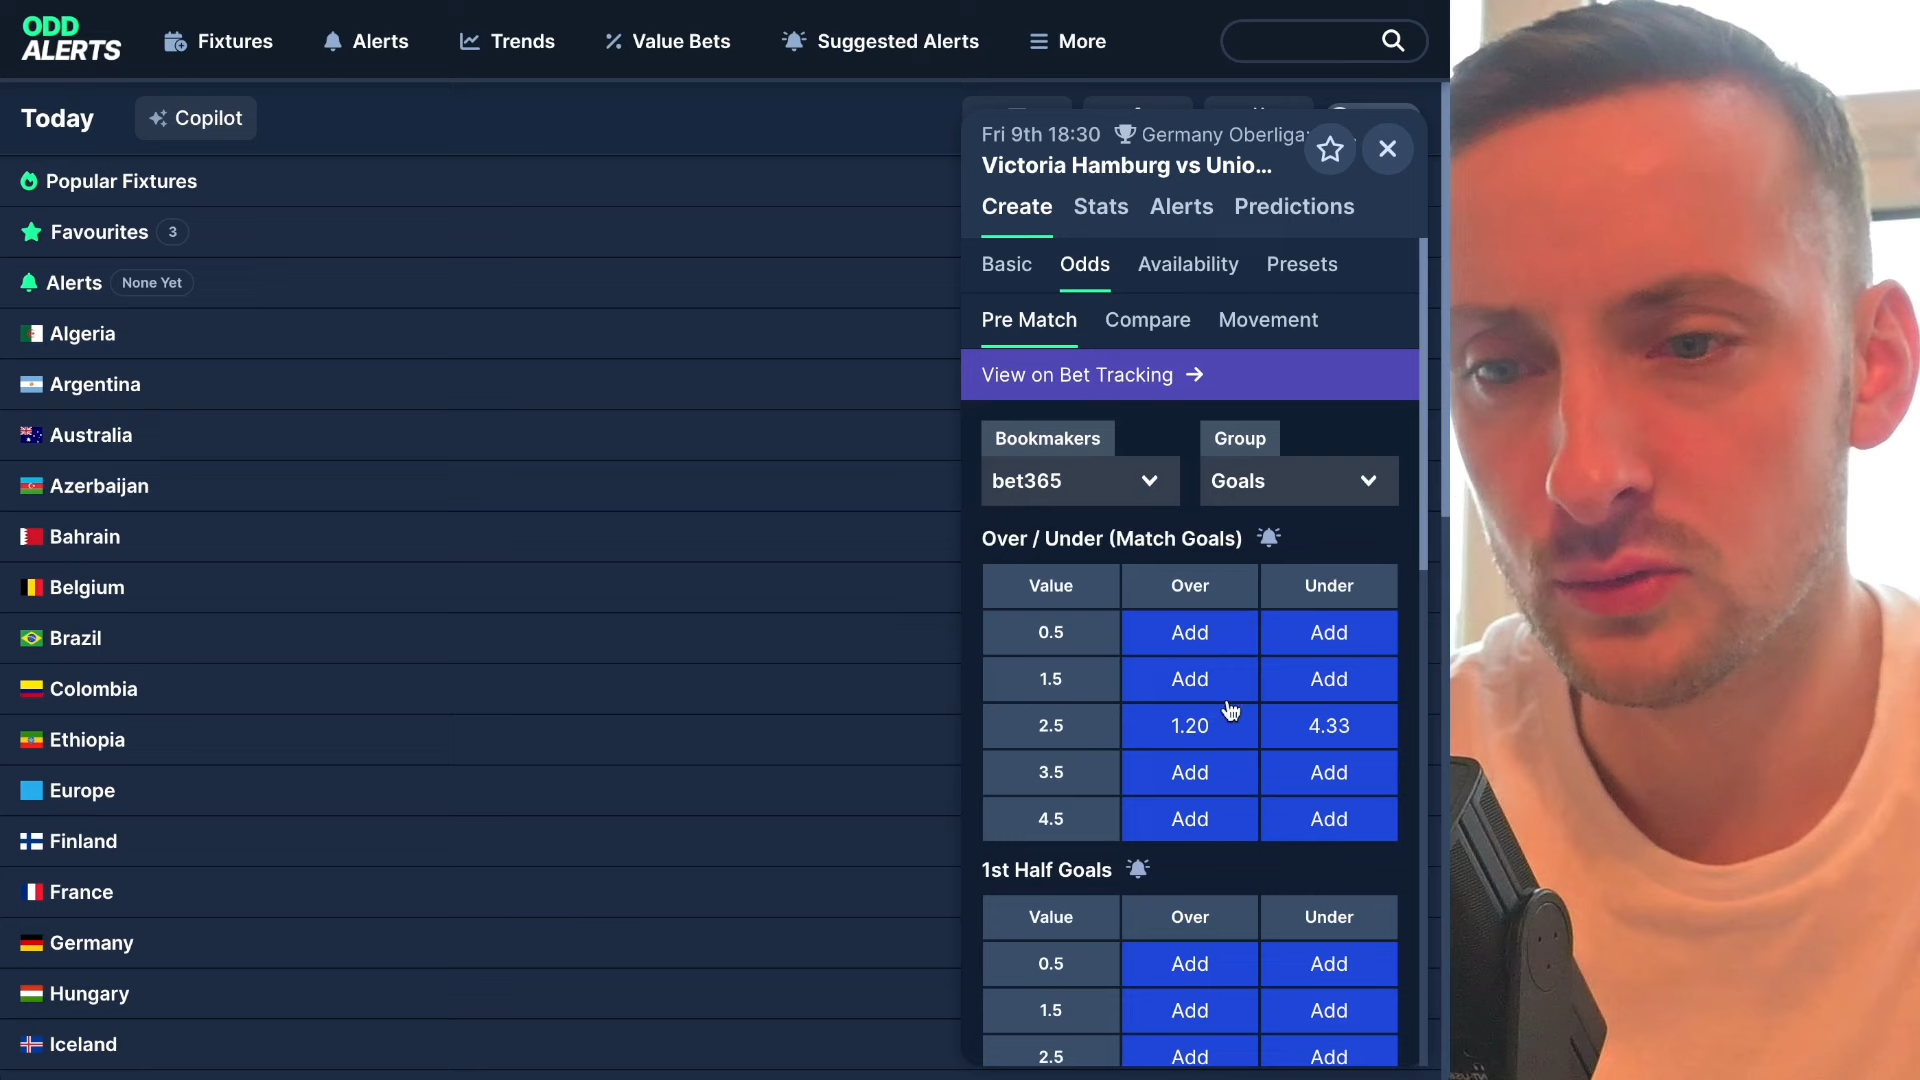 ODD
ALERTS
Fixtures
Alerts
Trends
Value Bets
Suggested Alerts
More
Today
Copilot
Popular Fixtures
Favourites 3
Alerts None Yet
Algeria
Argentina
Australia
Azerbaijan
Bahrain
Belgium
Brazil
Colombia
Ethiopia
Europe
Finland
France
Germany
Hungary
Iceland
Fri 9th 18:30 Germany Oberliga:
Victoria Hamburg vs Unio...
Create Stats Alerts Predictions
Basic Odds Availability Presets
Pre Match Compare Movement
View on Bet Tracking →
Bookmakers Group
bet365 Goals
Over / Under (Match Goals)
Value Over Under
0.5 Add Add
1.5 Add Add
2.5 1.20 4.33
3.5 Add Add
4.5 Add Add
1st Half Goals
Value Over Under
0.5 Add Add
1.5 Add Add
2.5 Add Add